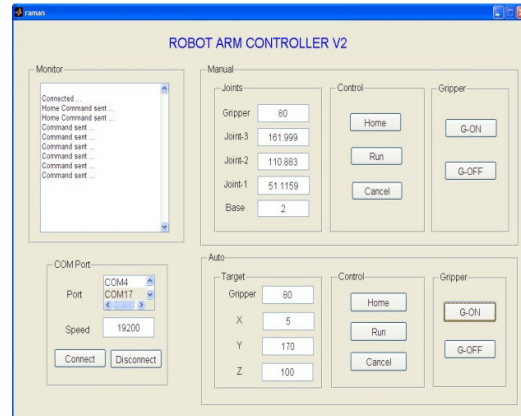 raman
ROBOT ARM CONTROLLER V2
Monitor
Connected ...
Home Command sent ...
Home Command sent ...
Command sent ...
Command sent ...
Command sent ...
Command sent ...
Command sent ...
Command sent ...
Manual
Joints
Gripper 80
Joint-3 161.999
Joint-2 110.883
Joint-1 51.1159
Base 2
Control
Home
Run
Cancel
Gripper
G-ON
G-OFF
COM Port
Port COM4
COM17
Speed 19200
Connect Disconnect
Auto
Target
Gripper 80
X 5
Y 170
Z 100
Control
Home
Run
Cancel
Gripper
G-ON
G-OFF